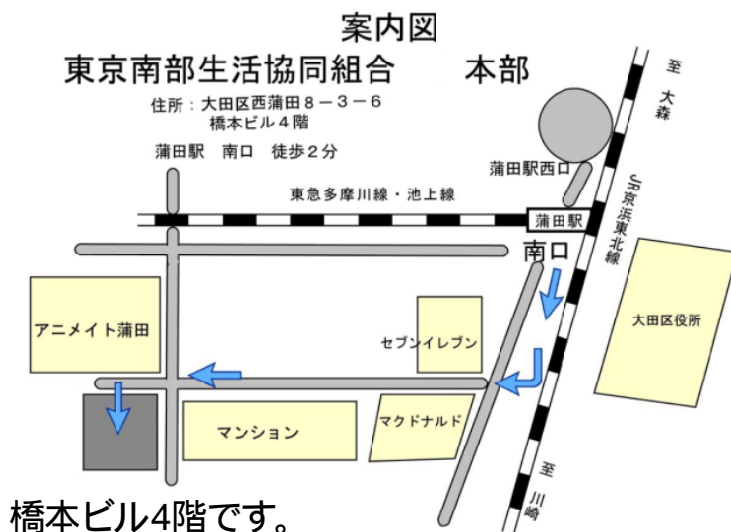 案内図
東京南部生活協同組合　　本部
住所：大田区西蒲田８－３－６
橋本ビル４階
蒲田駅　南口　徒歩２分
至　大森
蒲田駅西口
東急多摩川線・池上線
蒲田駅
JR京浜東北線
南口
アニメイト蒲田
セブンイレブン
大田区役所
マンション
マクドナルド
至　川崎
橋本ビル4階です。